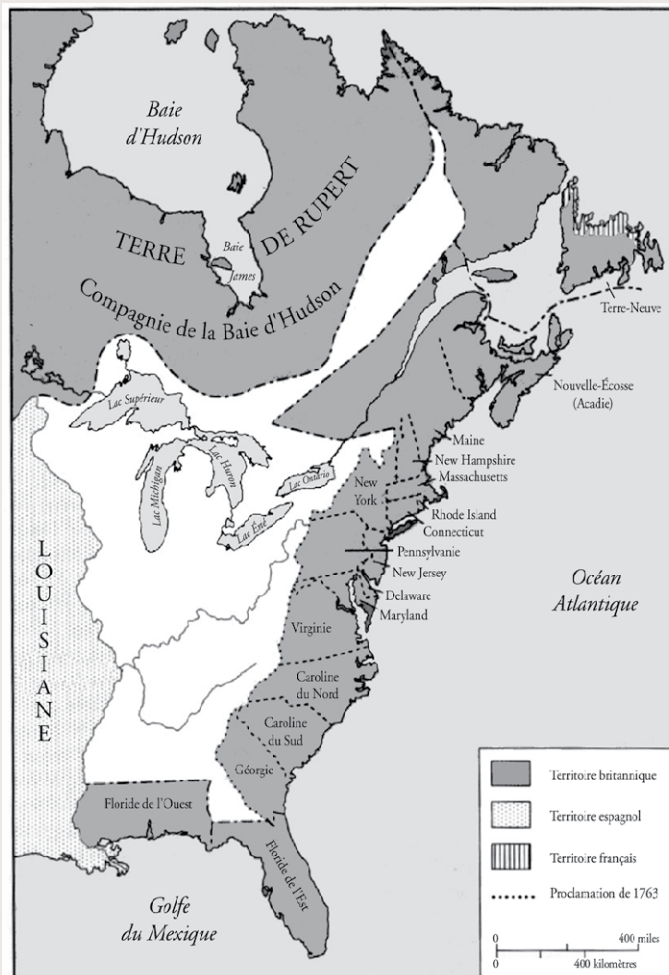 Baie
d'Hudson
TERRE DE RUPERT
Baie
James
Compagnie de la Baie d'Hudson
Terre-Neuve
Nouvelle-Écosse
(Acadie)
Lac Supérieur
Lac Michigan
Lac Huron
Lac Ontario
Lac Érié
Maine
New Hampshire
Massachusetts
New
York
Rhode Island
Connecticut
Pennsylvanie
New Jersey
Delaware
Maryland
LOUISIANE
Océan
Atlantique
Virginie
Caroline
du Nord
Caroline
du Sud
Géorgie
Floride de l'Ouest
Floride de l'Est
Golfe
du Mexique
Territoire britannique
Territoire espagnol
Territoire français
Proclamation de 1763
0 400 miles
0 400 kilomètres